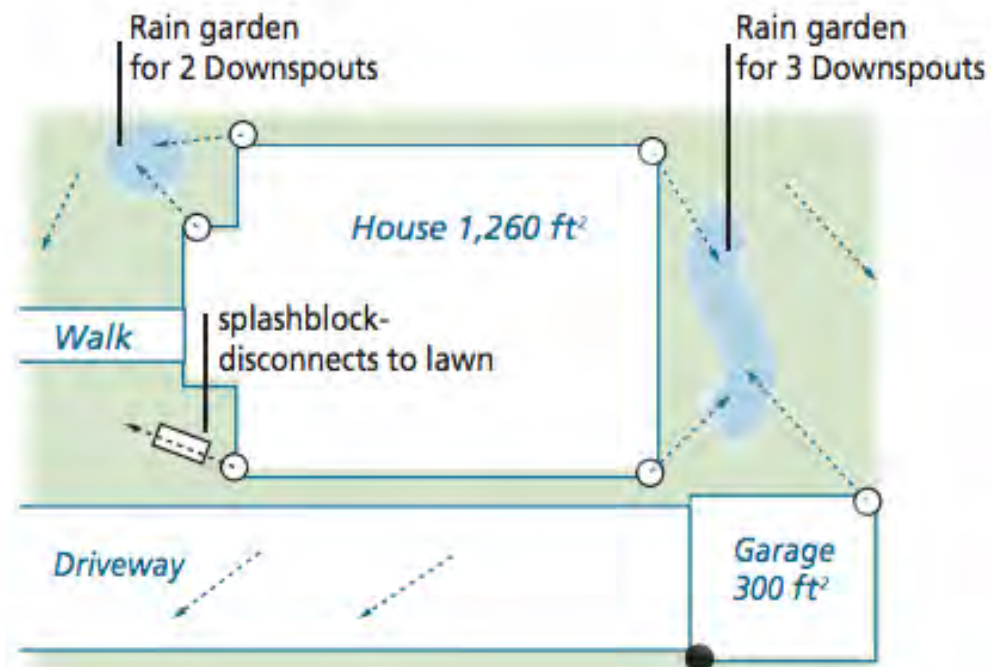 Rain garden
for 2 Downspouts
Rain garden
for 3 Downspouts
House 1,260 ft²
splashblock-
disconnects to lawn
Walk
Driveway
Garage
300 ft²